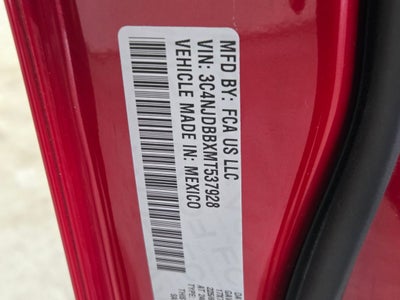 MFD BY: FCA US LLC
VIN: 3C4NJDBBXMT537928
VEHICLE MADE IN: MEXICO